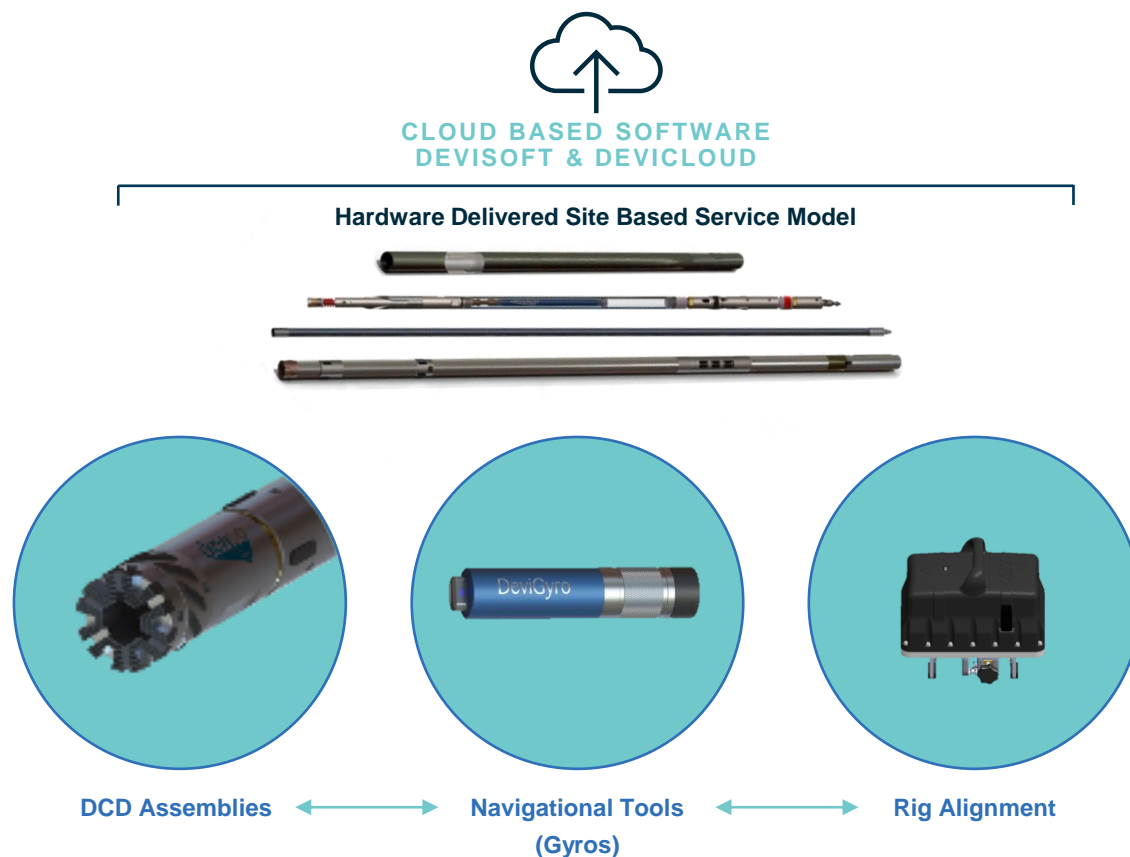 CLOUD BASED SOFTWARE
DEVISOFT & DEVICLOUD
Hardware Delivered Site Based Service Model
DeviGyro
DCD Assemblies
Navigational Tools
(Gyros)
Rig Alignment